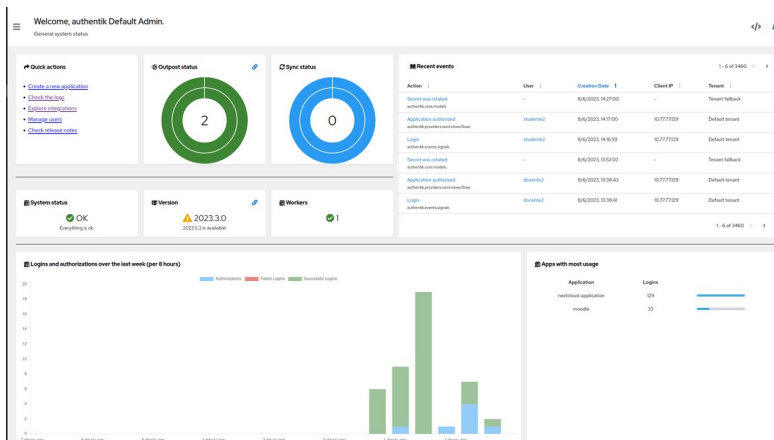 Welcome, authentik Default Admin.
General system status
Quick actions
Create a new application
Check the logs
Explore integrations
Manage users
Check release notes
Outpost status
2
Sync status
0
Recent events
1 - 6 of 3460
Action User Creation Date Client IP Tenant
Secret was rotated - 8/6/2023, 14:27:00 - Tenant fallback
authentik.core.models
Application authorized studente2 8/6/2023, 14:17:00 10.77.77.129 Default tenant
authentik.providers.saml.views.flows
Login studente2 8/6/2023, 14:16:59 10.77.77.129 Default tenant
authentik.events.signals
Secret was rotated - 8/6/2023, 13:52:02 - Tenant fallback
authentik.core.models
Application authorized docente2 8/6/2023, 13:38:43 10.77.77.129 Default tenant
authentik.providers.saml.views.flows
Login docente2 8/6/2023, 13:38:41 10.77.77.129 Default tenant
authentik.events.signals
1 - 6 of 3460
System status
OK
Everything is ok.
Version
2023.3.0
2023.5.3 is available!
Workers
1
Logins and authorizations over the last week (per 8 hours)
Authorizations Failed Logins Successful Logins
20
18
16
14
12
10
8
6
4
2
0
Apps with most usage
Application Logins
nextcloud-application 129
moodle 33